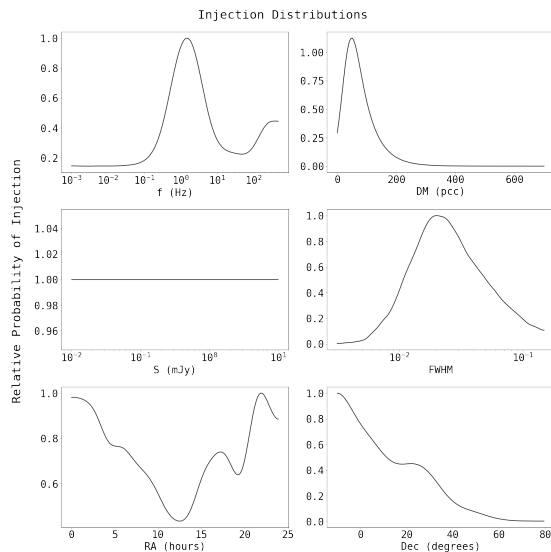 Injection Distributions
Relative Probability of Injection
1.0
0.8
0.6
0.4
0.2
10⁻³ 10⁻² 10⁻¹ 10⁰ 10¹ 10²
f (Hz)
1.00
0.75
0.50
0.25
0.00
0 200 400 600
DM (pcc)
1.04
1.02
1.00
0.98
0.96
10⁻² 10⁻¹ 10⁰ 10¹
S (mJy)
1.0
0.8
0.6
0.4
0.2
0.0
10⁻² 10⁻¹
FWHM
1.0
0.8
0.6
0 5 10 15 20 25
RA (hours)
1.0
0.8
0.6
0.4
0.2
0.0
0 20 40 60 80
Dec (degrees)